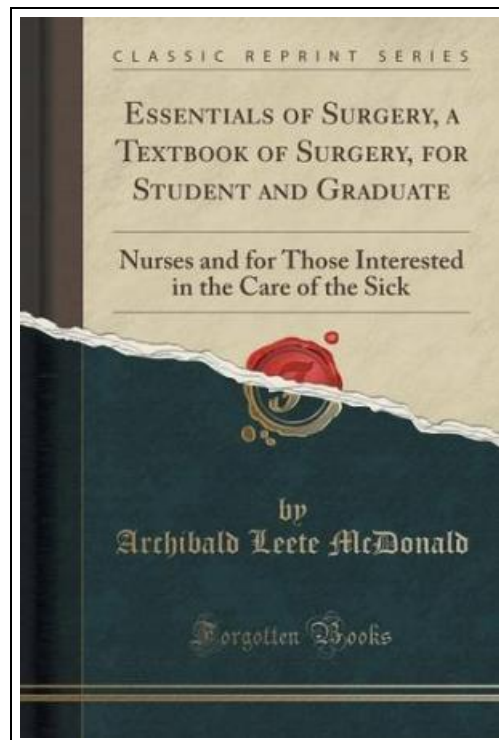 CLASSIC REPRINT SERIES
ESSENTIALS OF SURGERY, A
TEXTBOOK OF SURGERY, FOR
STUDENT AND GRADUATE
Nurses and for Those Interested
in the Care of the Sick
by
Archibald Leete McDonald
Forgotten Books